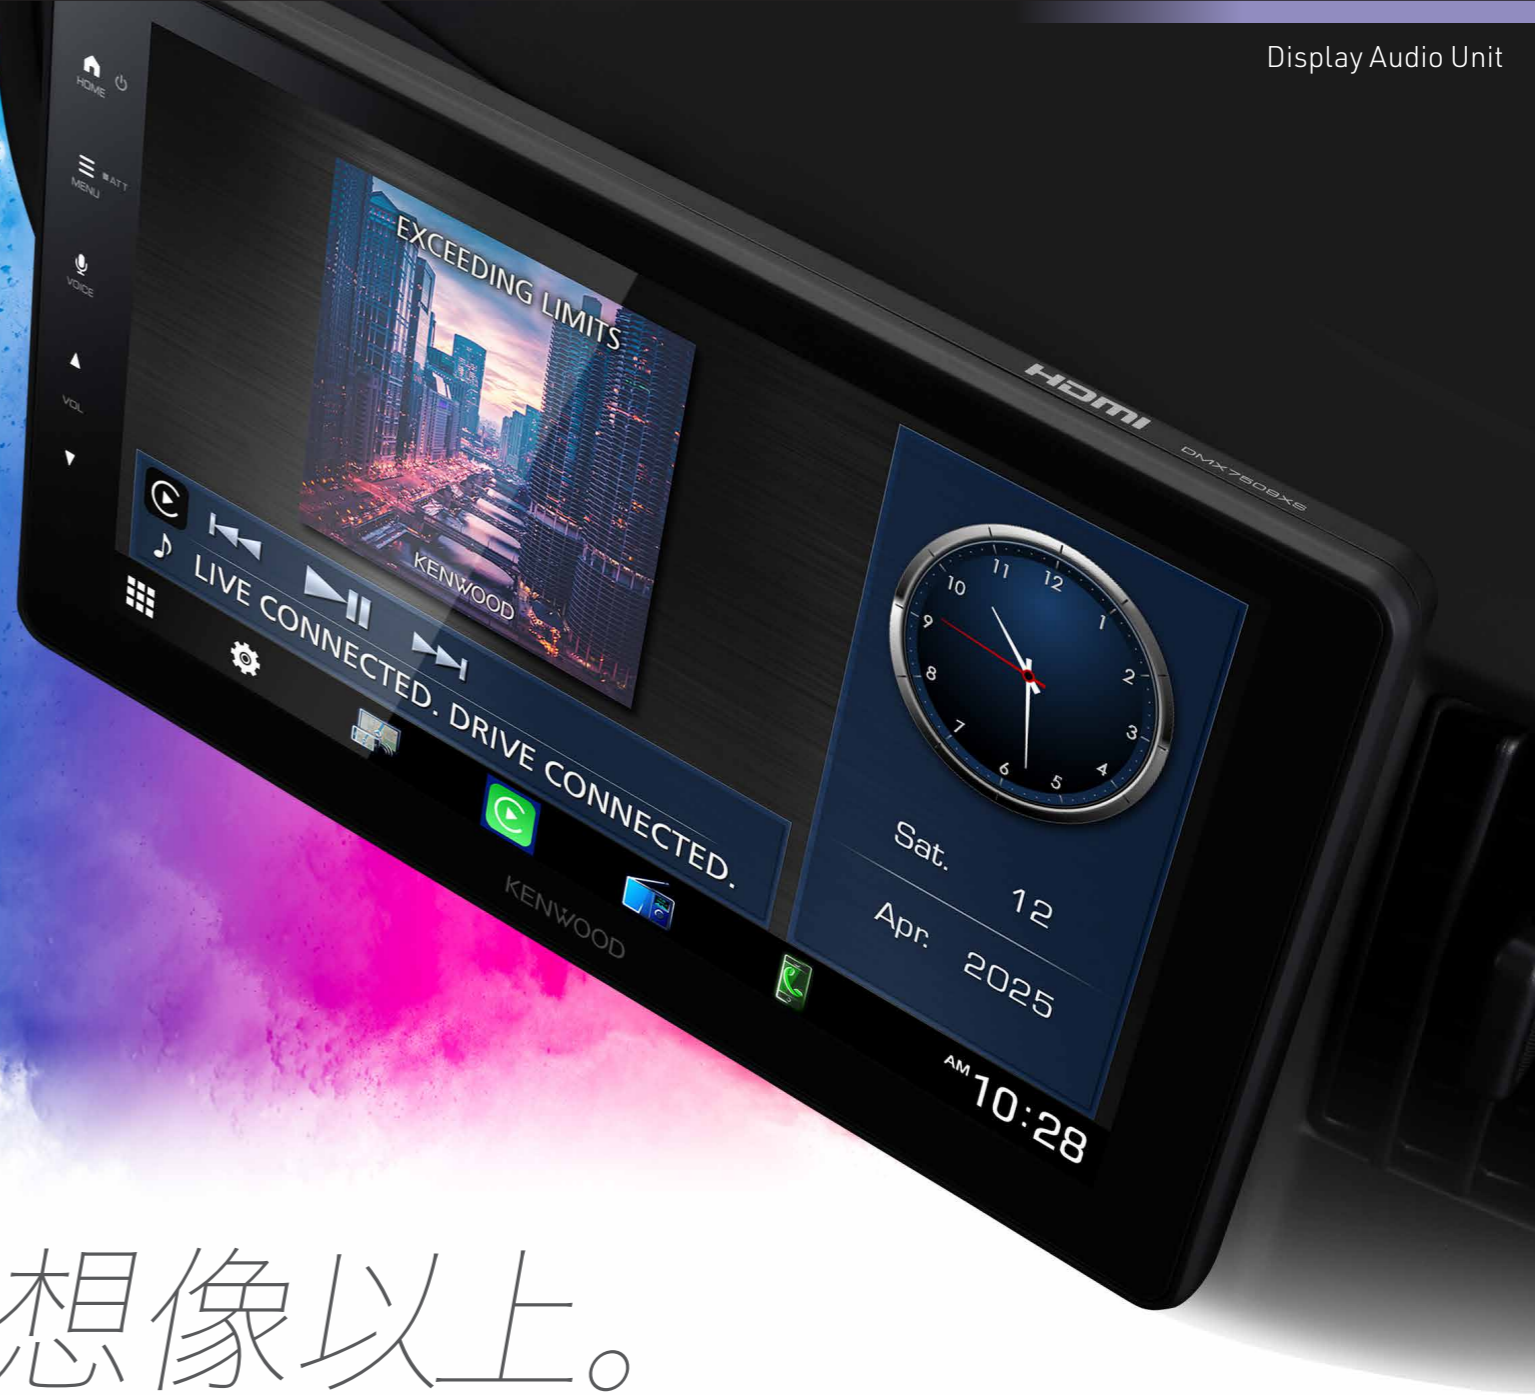 Display Audio Unit
HOME
MENU
ATT
VOICE
VOL
EXCEEDING LIMITS
KENWOOD
LIVE CONNECTED. DRIVE CONNECTED.
KENWOOD
HDMI
DMX7509XS
12
1
2
3
4
5
6
7
8
9
10
11
Sat.
12
Apr.
2025
AM 10:28
想像以上。